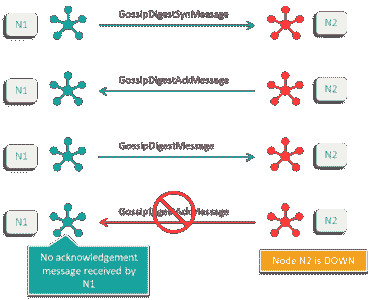 N1
GossipDigestSynMessage
N2
N1
GossipDigestAckMessage
N2
N1
GossipDigestMessage
N2
N1
N2
No acknowledgement
message received by
N1
Node N2 is DOWN